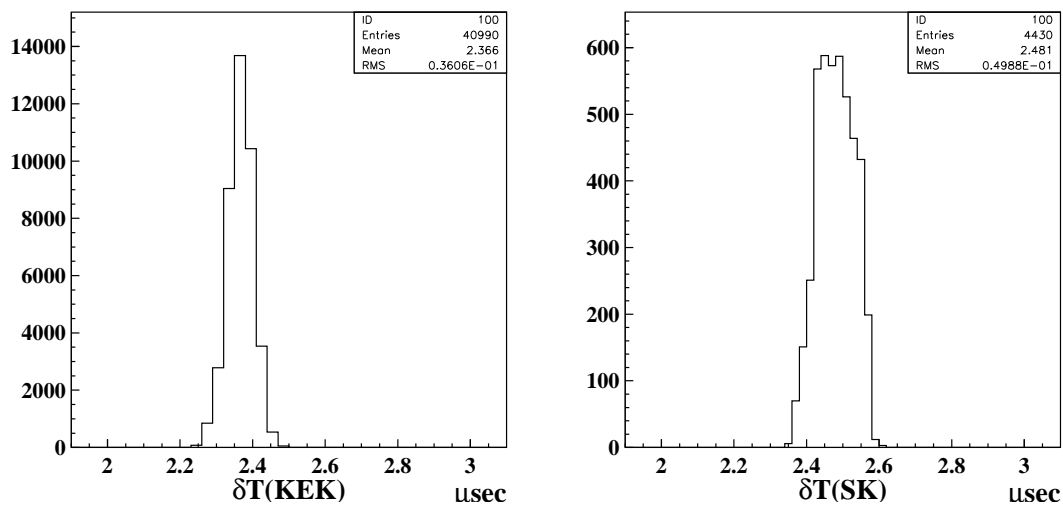 ID 100
Entries 40990
Mean 2.366
RMS 0.3606E-01
14000
12000
10000
8000
6000
4000
2000
0
2 2.2 2.4 2.6 2.8 3
δT(KEK) μsec
ID 100
Entries 4430
Mean 2.481
RMS 0.4988E-01
600
500
400
300
200
100
0
2 2.2 2.4 2.6 2.8 3
δT(SK) μsec